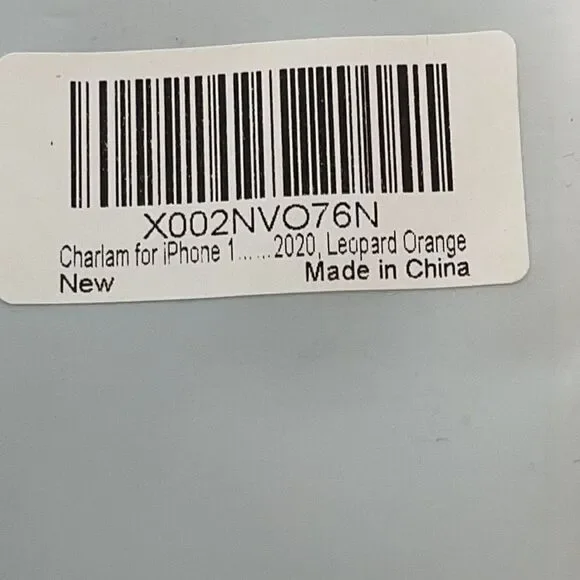 X002NVO76N
Charlam for iPhone 1......2020, Leopard Orange
New Made in China